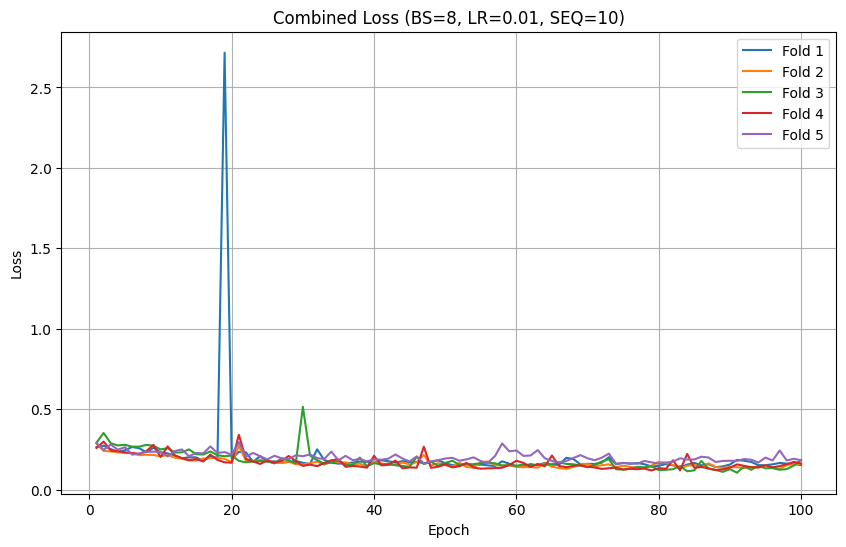 Combined Loss (BS=8, LR=0.01, SEQ=10)
Fold 1
Fold 2
Fold 3
Fold 4
Fold 5
Loss
2.5
2.0
1.5
1.0
0.5
0.0
0 20 40 60 80 100
Epoch